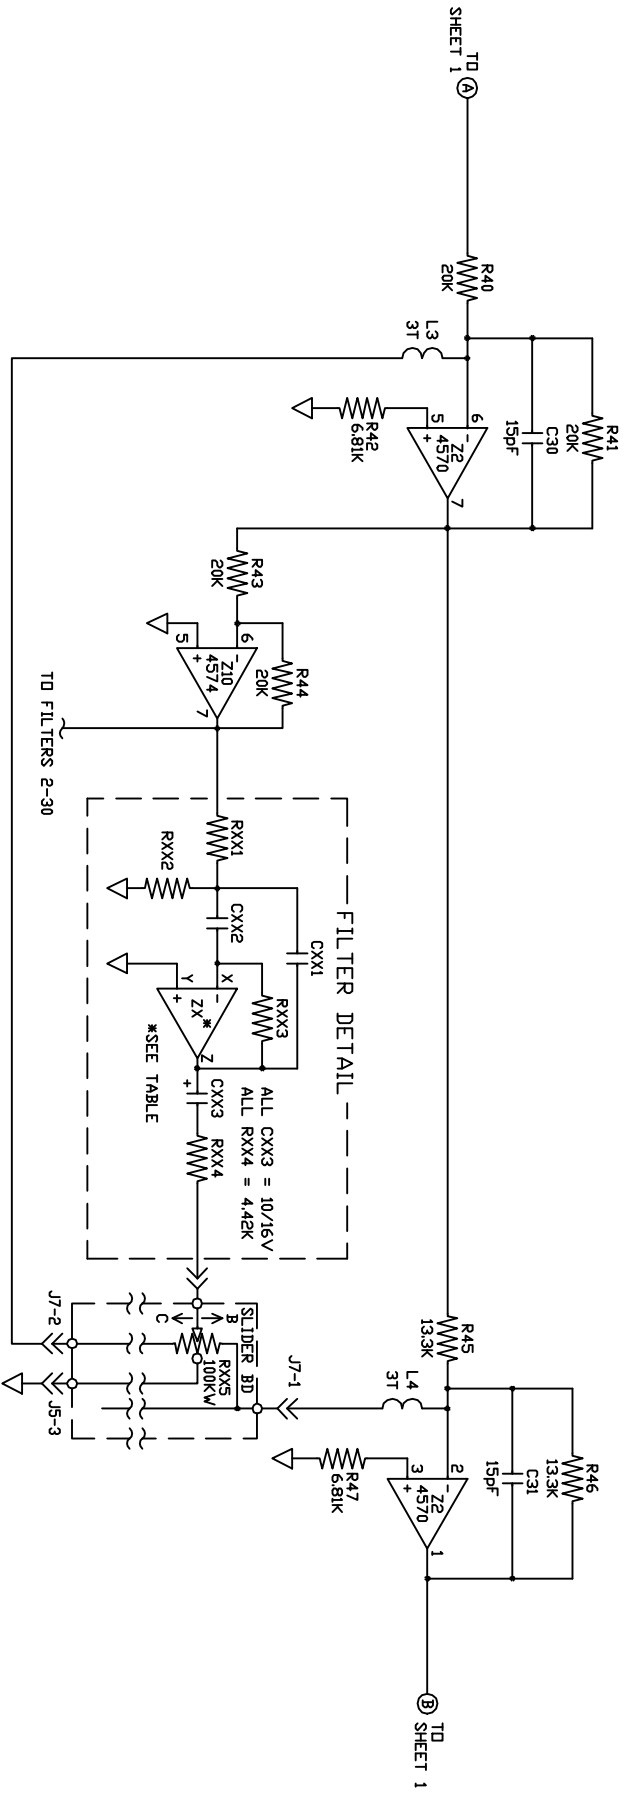 TO
SHEET 1
A
R40
20K
L3
3T
R41
20K
C30
15pF
6
5
-
+
Z2
4570
7
R42
6.81K
R43
20K
R44
20K
6
5
-
+
Z10
4574
7
TO FILTERS 2-30
FILTER DETAIL
RXX1
RXX2
CXX1
CXX2
RXX3
X
Y
-
+
ZX*
Z
*SEE TABLE
CXX3
+
RXX4
ALL CXX3 = 10/16V
ALL RXX4 = 4.42K
SLIDER BD
B
C
RXX5
100KW
J7-2
J5-3
J7-1
R45
13.3K
L4
3T
R46
13.3K
C31
15pF
2
3
-
+
Z2
4570
1
R47
6.81K
B
TO
SHEET 1